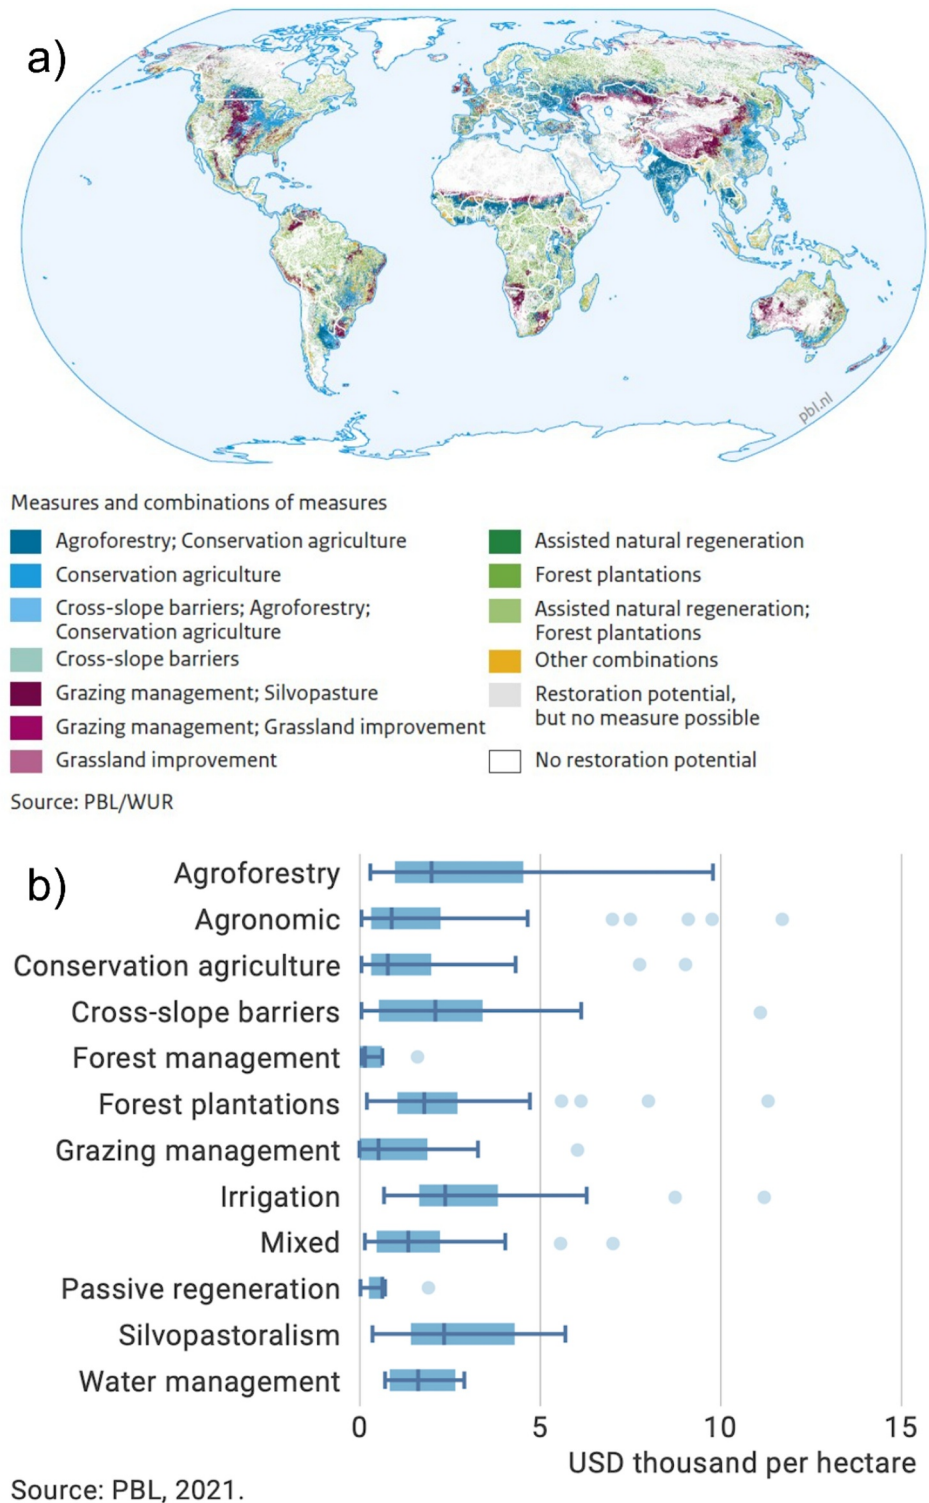 a)
pbl.nl
Measures and combinations of measures
Agroforestry; Conservation agriculture
Conservation agriculture
Cross-slope barriers; Agroforestry;
Conservation agriculture
Cross-slope barriers
Grazing management; Silvopasture
Grazing management; Grassland improvement
Grassland improvement
Assisted natural regeneration
Forest plantations
Assisted natural regeneration;
Forest plantations
Other combinations
Restoration potential,
but no measure possible
No restoration potential
Source: PBL/WUR
b)
Agroforestry
Agronomic
Conservation agriculture
Cross-slope barriers
Forest management
Forest plantations
Grazing management
Irrigation
Mixed
Passive regeneration
Silvopastoralism
Water management
0 5 10 15
USD thousand per hectare
Source: PBL, 2021.